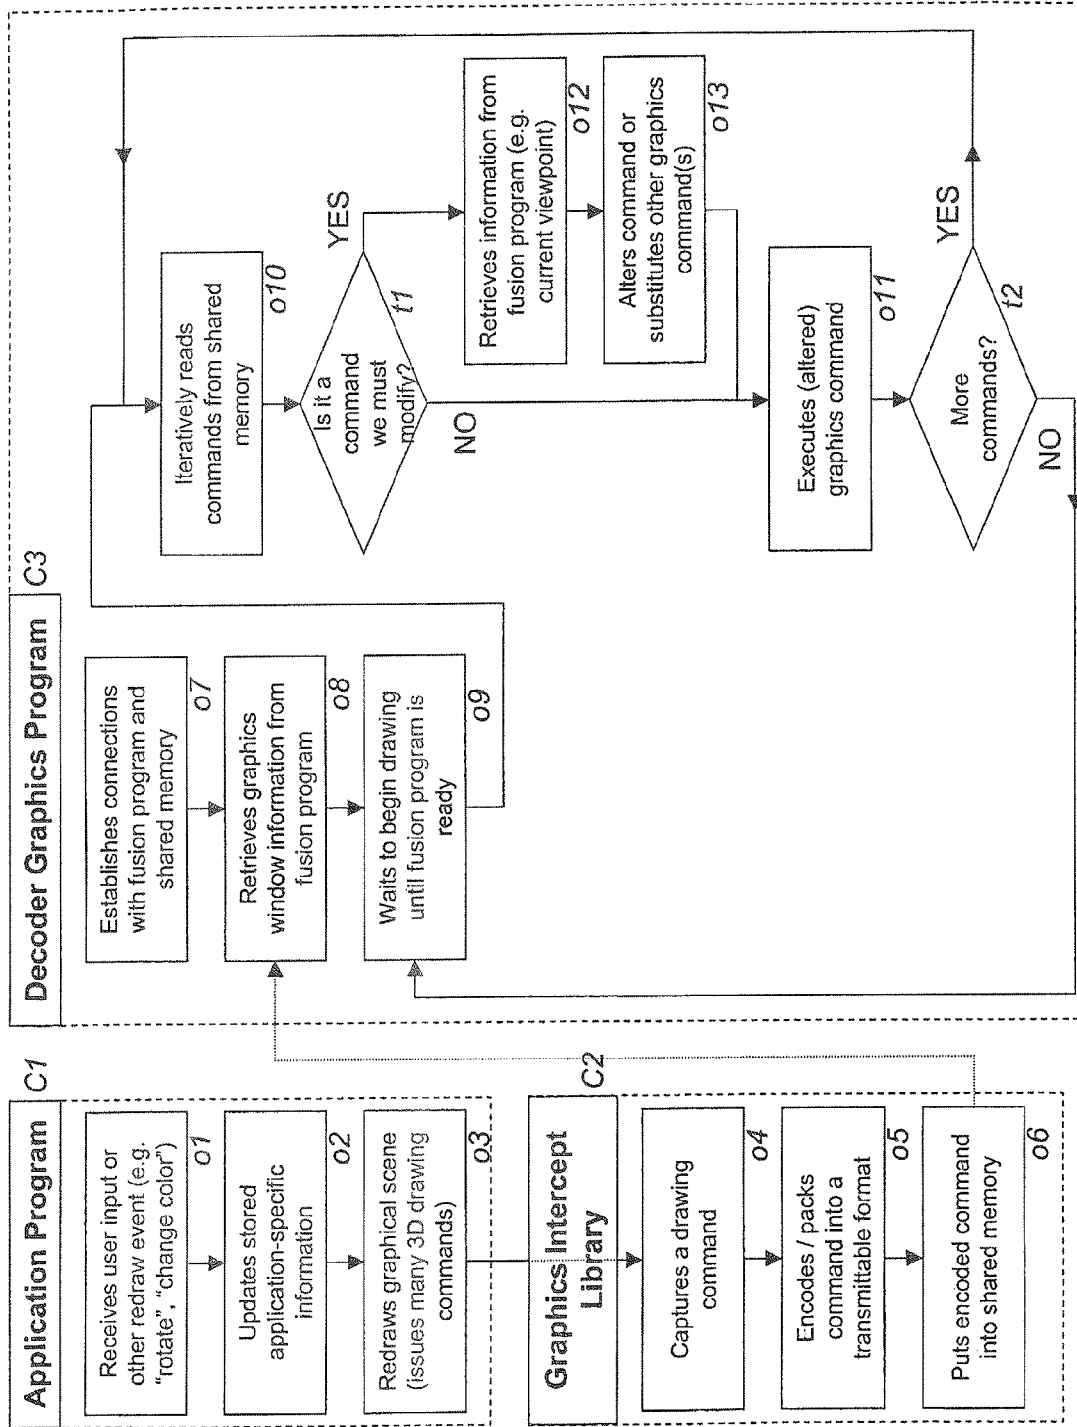 Application Program
C1
Receives user input or
other redraw event (e.g.
“rotate”, “change color”)
o1
Updates stored
application-specific
information
o2
Redraws graphical scene
(issues many 3D drawing
commands)
o3
Graphics Intercept
Library
C2
Captures a drawing
command
o4
Encodes / packs
command into a
transmittable format
o5
Puts encoded command
into shared memory
o6
Decoder Graphics Program
C3
Establishes connections
with fusion program and
shared memory
o7
Retrieves graphics
window information from
fusion program
o8
Waits to begin drawing
until fusion program is
ready
o9
Iteratively reads
commands from shared
memory
o10
Is it a
command
we must
modify?
t1
YES
NO
Retrieves information from
fusion program (e.g.
current viewpoint)
o12
Alters command or
substitutes other graphics
command(s)
o13
Executes (altered)
graphics command
o11
More
commands?
t2
YES
NO